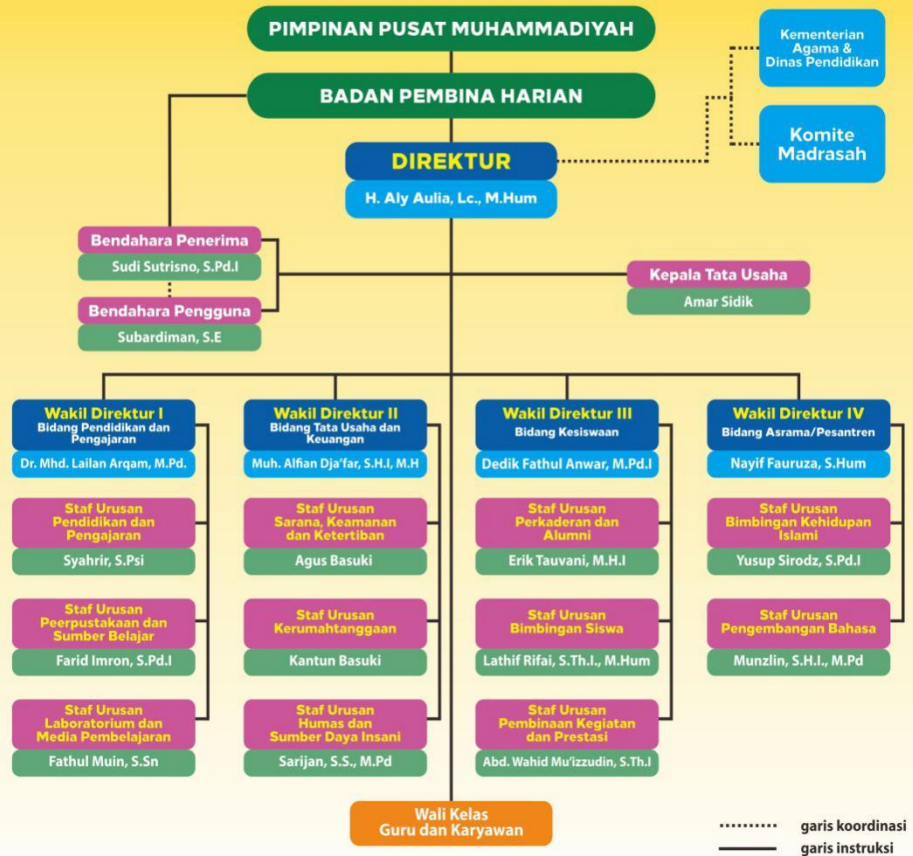 PIMPINAN PUSAT MUHAMMADIYAH
Kementerian
Agama &
Dinas Pendidikan
BADAN PEMBINA HARIAN
Komite
Madrasah
DIREKTUR
H. Aly Aulia, Lc., M.Hum
Bendahara Penerima
Sudi Sutrisno, S.Pd.I
Kepala Tata Usaha
Amar Sidik
Bendahara Pengguna
Subardiman, S.E
Wakil Direktur I
Bidang Pendidikan dan
Pengajaran
Dr. Mhd. Lailan Arqam, M.Pd.
Staf Urusan
Pendidikan dan
Pengajaran
Syahrir, S.Psi
Staf Urusan
Peerpustakaan dan
Sumber Belajar
Farid Imron, S.Pd.I
Staf Urusan
Laboratorium dan
Media Pembelajaran
Fathul Muin, S.Sn
Wakil Direktur II
Bidang Tata Usaha dan
Keuangan
Muh. Alfian Dja'far, S.H.I, M.H
Staf Urusan
Sarana, Keamanan
dan Ketertiban
Agus Basuki
Staf Urusan
Kerumahtanggaan
Kantun Basuki
Staf Urusan
Humas dan
Sumber Daya Insani
Sarijan, S.S., M.Pd
Wakil Direktur III
Bidang Kesiswaan
Dedik Fathul Anwar, M.Pd.I
Staf Urusan
Perkaderan dan
Alumni
Erik Tauvani, M.H.I
Staf Urusan
Bimbingan Siswa
Lathif Rifai, S.Th.I., M.Hum
Staf Urusan
Pembinaan Kegiatan
dan Prestasi
Abd. Wahid Mu'izzudin, S.Th.I
Wakil Direktur IV
Bidang Asrama/Pesantren
Nayif Fauruza, S.Hum
Staf Urusan
Bimbingan Kehidupan
Islami
Yusup Sirodz, S.Pd.I
Staf Urusan
Pengembangan Bahasa
Munzlin, S.H.I., M.Pd
Wali Kelas
Guru dan Karyawan
garis koordinasi
garis instruksi